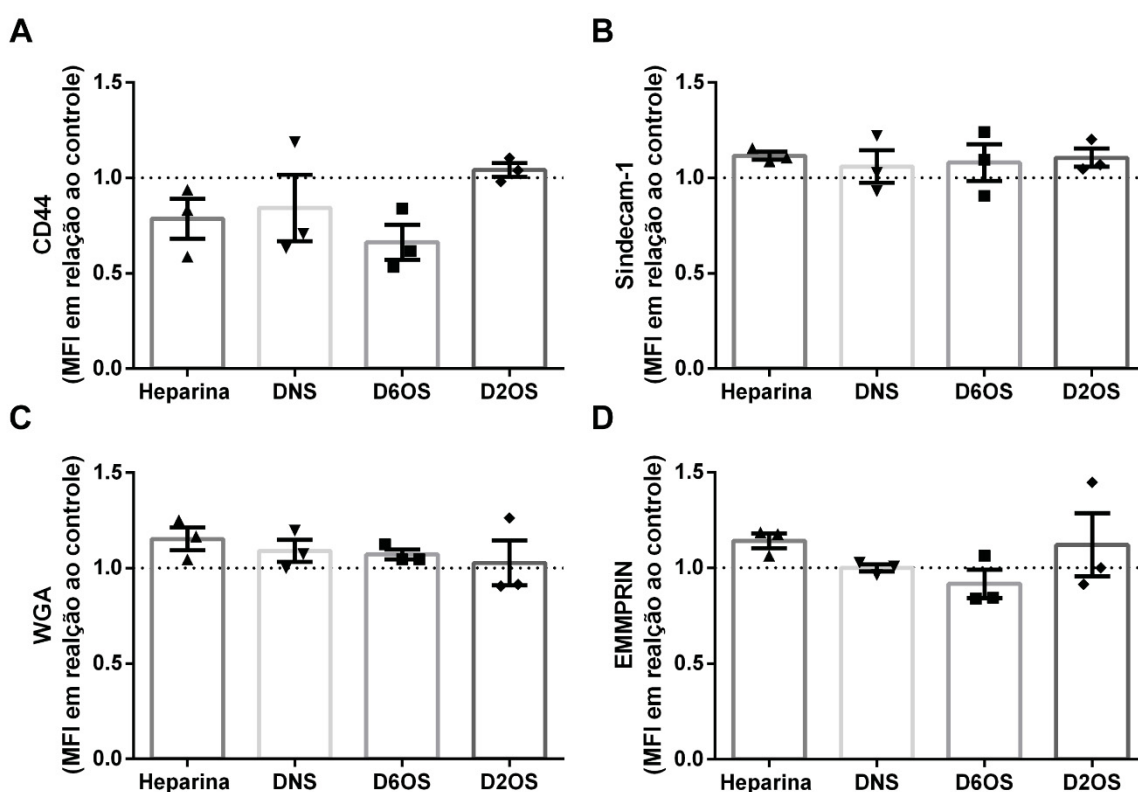 A
CD44
(MFI em relação ao controle)
1.5
1.0
0.5
0.0
Heparina DNS D6OS D2OS
B
Sindecam-1
(MFI em relação ao controle)
1.5
1.0
0.5
0.0
Heparina DNS D6OS D2OS
C
WGA
(MFI em realção ao controle)
1.5
1.0
0.5
0.0
Heparina DNS D6OS D2OS
D
EMMPRIN
(MFI em realção ao controle)
1.5
1.0
0.5
0.0
Heparina DNS D6OS D2OS